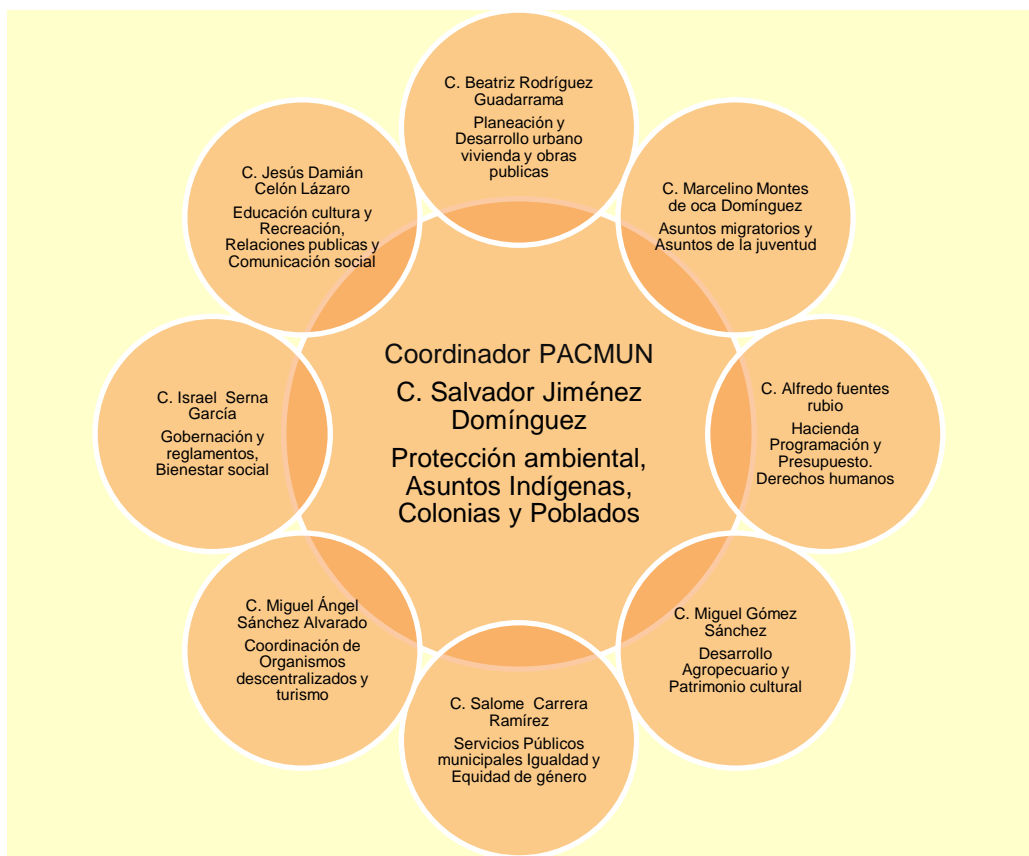 C. Beatriz Rodríguez
Guadarrama
Planeación y
Desarrollo urbano
vivienda y obras
publicas
C. Marcelino Montes
de oca Domínguez
Asuntos migratorios y
Asuntos de la juventud
C. Alfredo fuentes
rubio
Hacienda
Programación y
Presupuesto.
Derechos humanos
C. Miguel Gómez
Sánchez
Desarrollo
Agropecuario y
Patrimonio cultural
C. Salome Carrera
Ramírez
Servicios Públicos
municipales Igualdad y
Equidad de género
C. Miguel Ángel
Sánchez Alvarado
Coordinación de
Organismos
descentralizados y
turismo
C. Israel Serna
García
Gobernación y
reglamentos,
Bienestar social
C. Jesús Damián
Celón Lázaro
Educación cultura y
Recreación,
Relaciones publicas y
Comunicación social
Coordinador PACMUN
C. Salvador Jiménez
Domínguez
Protección ambiental,
Asuntos Indígenas,
Colonias y Poblados